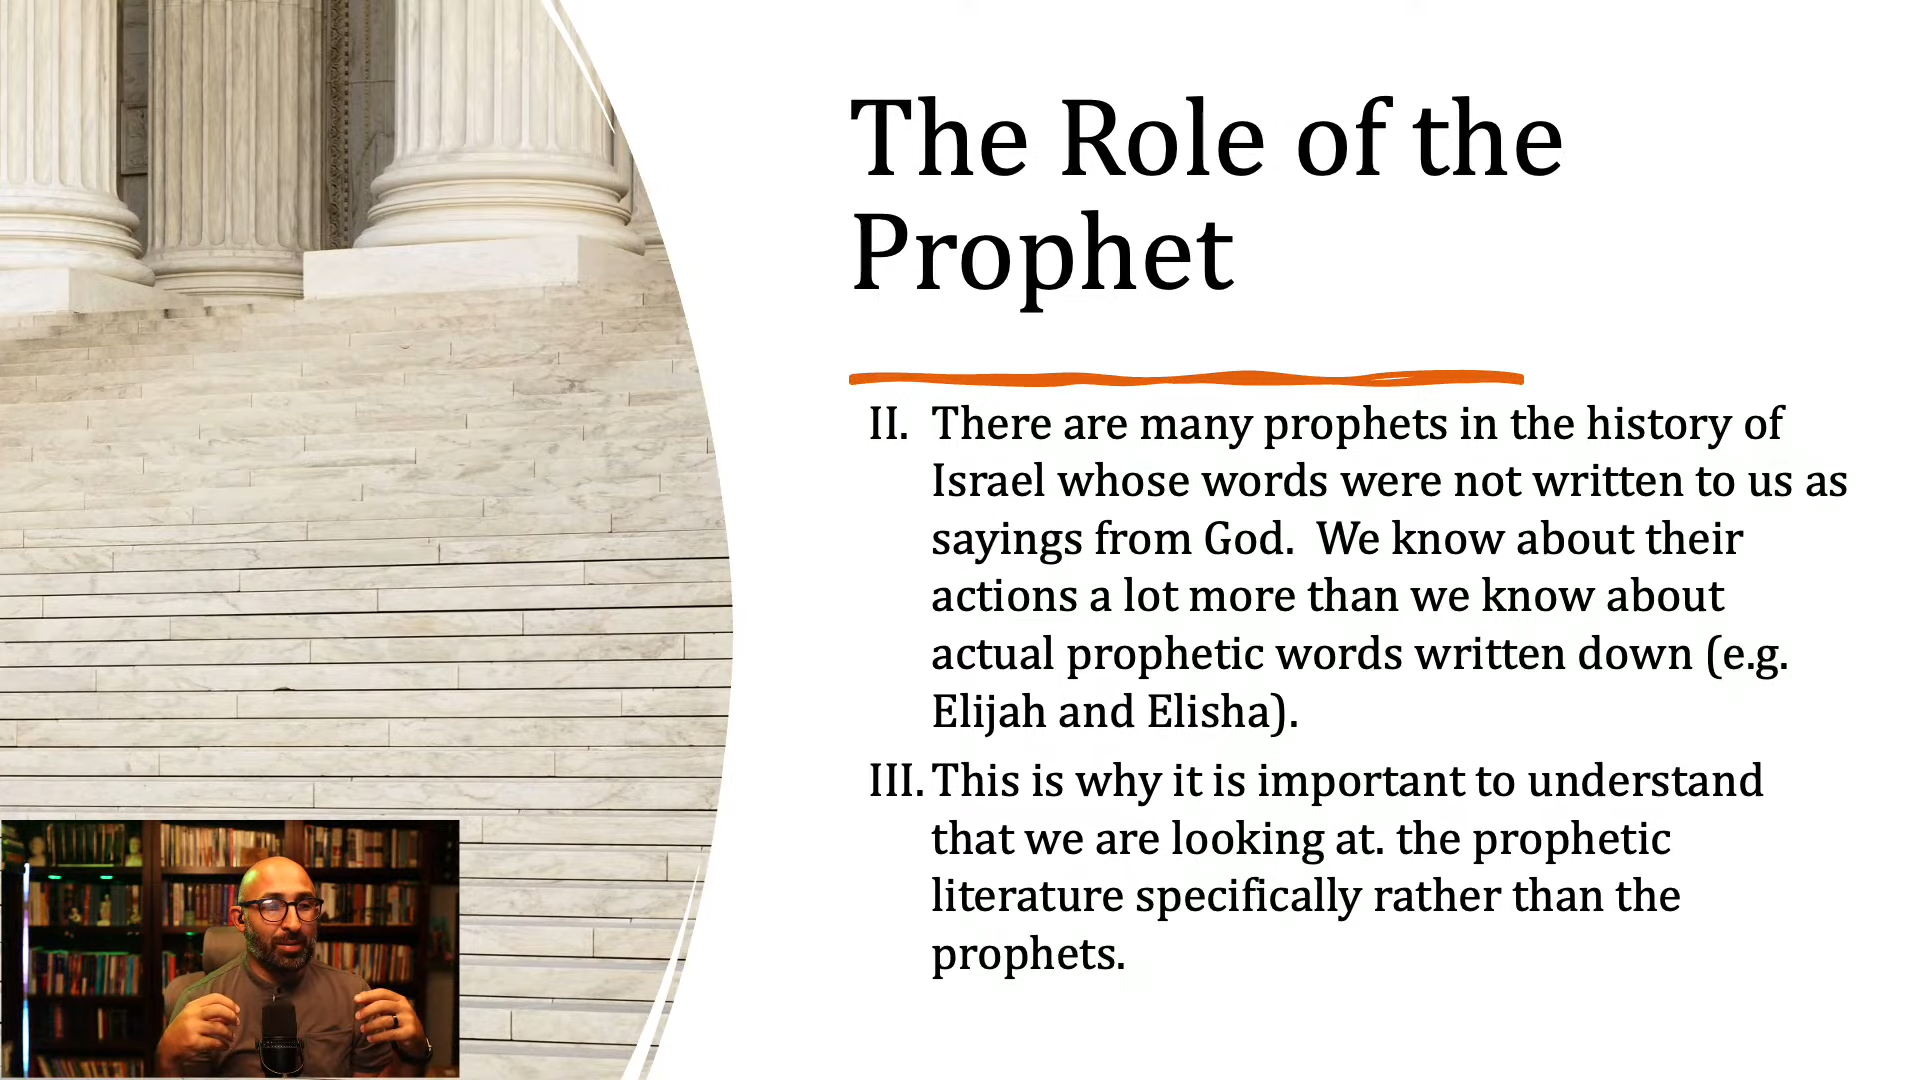 The Role of the
Prophet
II. There are many prophets in the history of
Israel whose words were not written to us as
sayings from God.  We know about their
actions a lot more than we know about
actual prophetic words written down (e.g.
Elijah and Elisha).
III. This is why it is important to understand
that we are looking at. the prophetic
literature specifically rather than the
prophets.